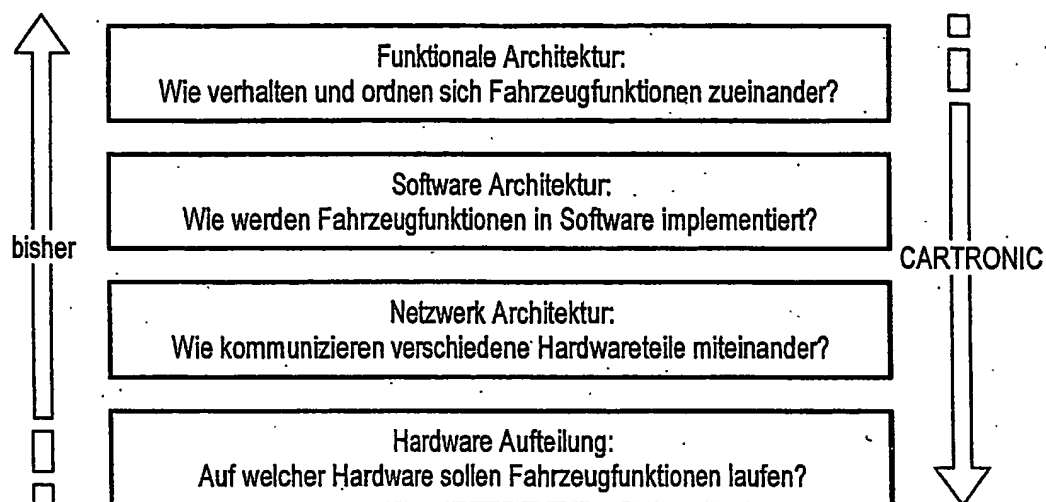 Funktionale Architektur:
Wie verhalten und ordnen sich Fahrzeugfunktionen zueinander?
Software Architektur:
Wie werden Fahrzeugfunktionen in Software implementiert?
bisher
CARTRONIC
Netzwerk Architektur:
Wie kommunizieren verschiedene Hardwareteile miteinander?
Hardware Aufteilung:
Auf welcher Hardware sollen Fahrzeugfunktionen laufen?